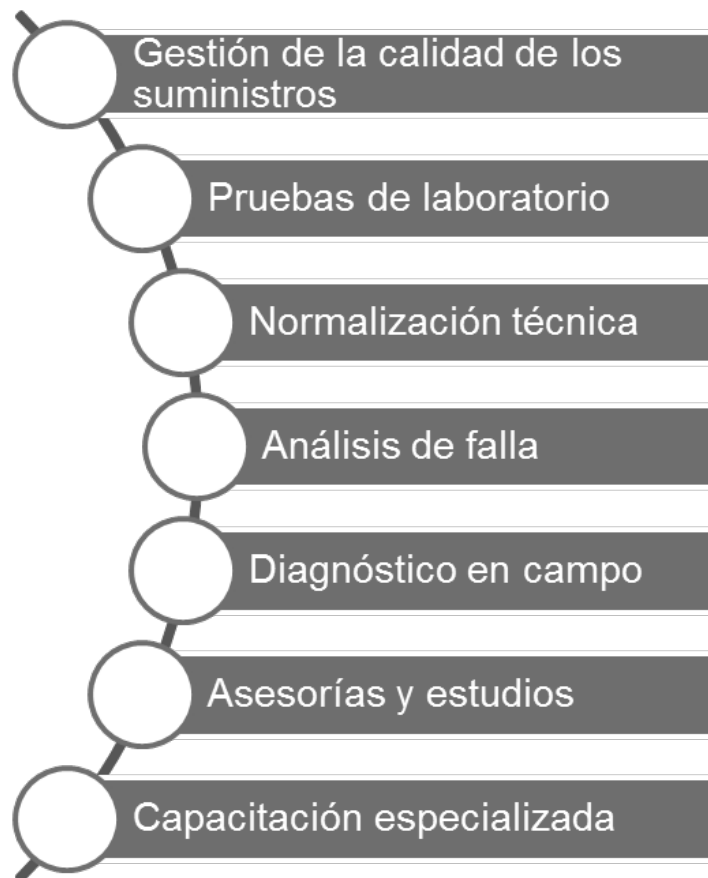 Gestión de la calidad de los
suministros
Pruebas de laboratorio
Normalización técnica
Análisis de falla
Diagnóstico en campo
Asesorías y estudios
Capacitación especializada